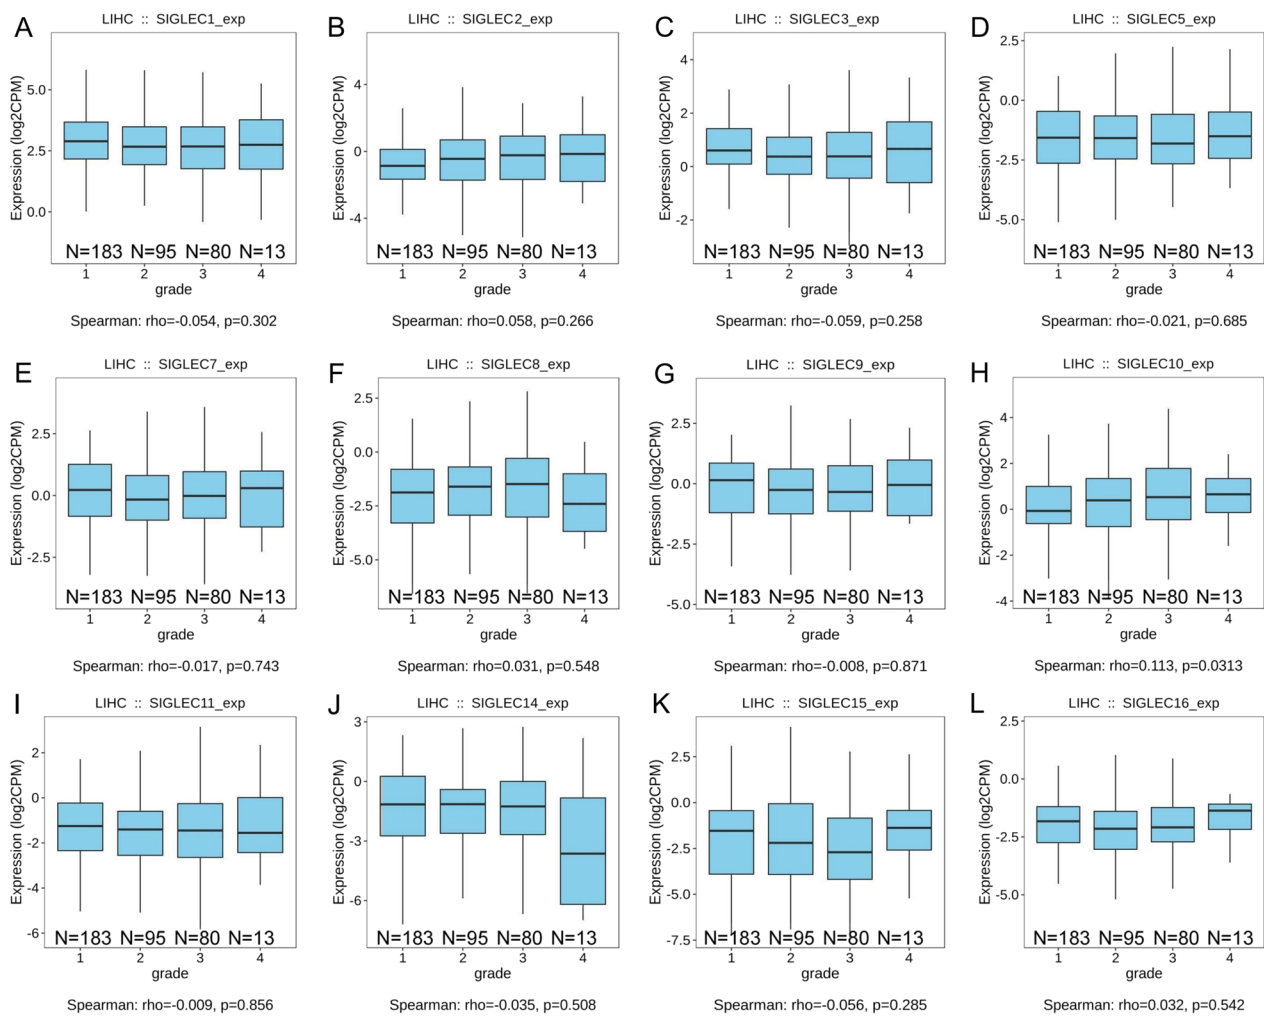 A
LIHC :: SIGLEC1_exp
Expression (log2CPM)
5.0
2.5
0.0
N=183 N=95 N=80 N=13
1 2 3 4
grade
Spearman: rho=-0.054, p=0.302
B
LIHC :: SIGLEC2_exp
Expression (log2CPM)
4
0
-4
N=183 N=95 N=80 N=13
1 2 3 4
grade
Spearman: rho=0.058, p=0.266
C
LIHC :: SIGLEC3_exp
Expression (log2CPM)
4
2
0
-2
N=183 N=95 N=80 N=13
1 2 3 4
grade
Spearman: rho=-0.059, p=0.258
D
LIHC :: SIGLEC5_exp
Expression (log2CPM)
2.5
0.0
-2.5
-5.0
N=183 N=95 N=80 N=13
1 2 3 4
grade
Spearman: rho=-0.021, p=0.685
E
LIHC :: SIGLEC7_exp
Expression (log2CPM)
2.5
0.0
-2.5
N=183 N=95 N=80 N=13
1 2 3 4
grade
Spearman: rho=-0.017, p=0.743
F
LIHC :: SIGLEC8_exp
Expression (log2CPM)
2.5
0.0
-2.5
-5.0
N=183 N=95 N=80 N=13
1 2 3 4
grade
Spearman: rho=0.031, p=0.548
G
LIHC :: SIGLEC9_exp
Expression (log2CPM)
2.5
0.0
-2.5
-5.0
N=183 N=95 N=80 N=13
1 2 3 4
grade
Spearman: rho=-0.008, p=0.871
H
LIHC :: SIGLEC10_exp
Expression (log2CPM)
4
2
0
-2
-4
N=183 N=95 N=80 N=13
1 2 3 4
grade
Spearman: rho=0.113, p=0.0313
I
LIHC :: SIGLEC11_exp
Expression (log2CPM)
2
0
-2
-4
-6
N=183 N=95 N=80 N=13
1 2 3 4
grade
Spearman: rho=-0.009, p=0.856
J
LIHC :: SIGLEC14_exp
Expression (log2CPM)
3
0
-3
-6
N=183 N=95 N=80 N=13
1 2 3 4
grade
Spearman: rho=-0.035, p=0.508
K
LIHC :: SIGLEC15_exp
Expression (log2CPM)
2.5
0.0
-2.5
-5.0
-7.5
N=183 N=95 N=80 N=13
1 2 3 4
grade
Spearman: rho=-0.056, p=0.285
L
LIHC :: SIGLEC16_exp
Expression (log2CPM)
2.5
0.0
-2.5
-5.0
N=183 N=95 N=80 N=13
1 2 3 4
grade
Spearman: rho=0.032, p=0.542